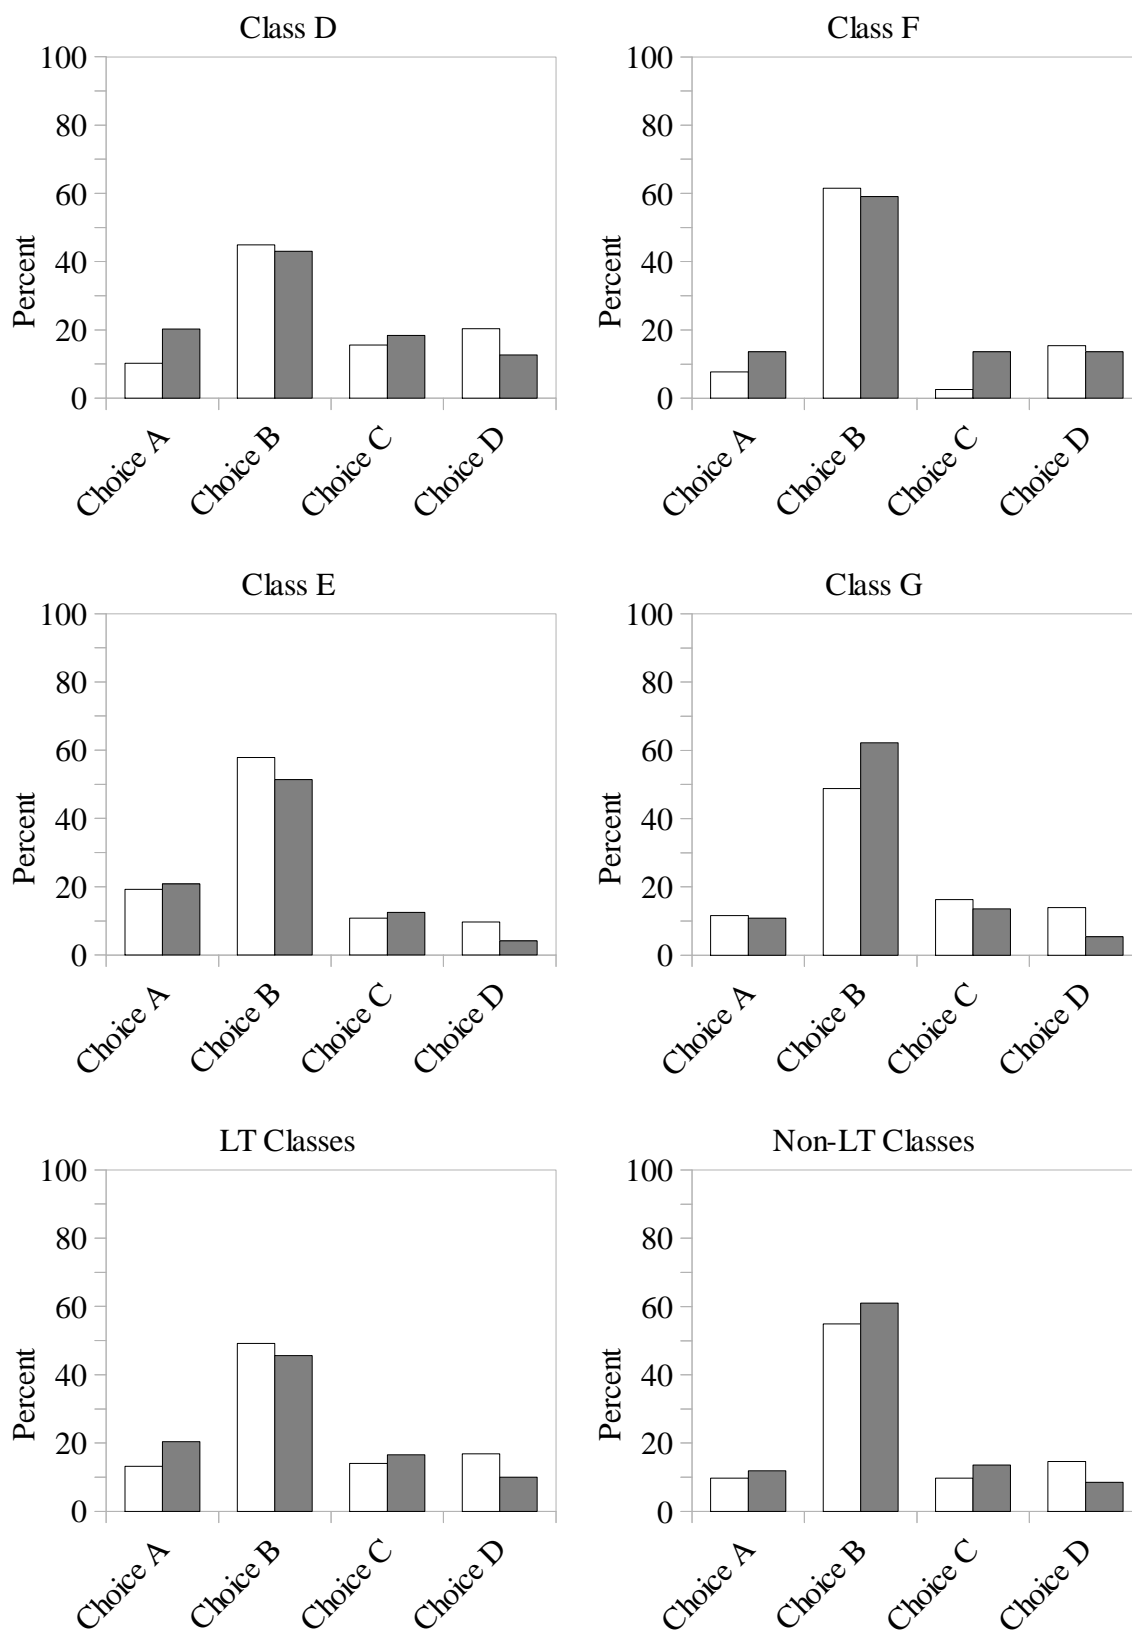 Class D
100
80
60
40
20
0
Percent
Choice A
Choice B
Choice C
Choice D
Class F
100
80
60
40
20
0
Percent
Choice A
Choice B
Choice C
Choice D
Class E
100
80
60
40
20
0
Percent
Choice A
Choice B
Choice C
Choice D
Class G
100
80
60
40
20
0
Percent
Choice A
Choice B
Choice C
Choice D
LT Classes
100
80
60
40
20
0
Percent
Choice A
Choice B
Choice C
Choice D
Non-LT Classes
100
80
60
40
20
0
Percent
Choice A
Choice B
Choice C
Choice D